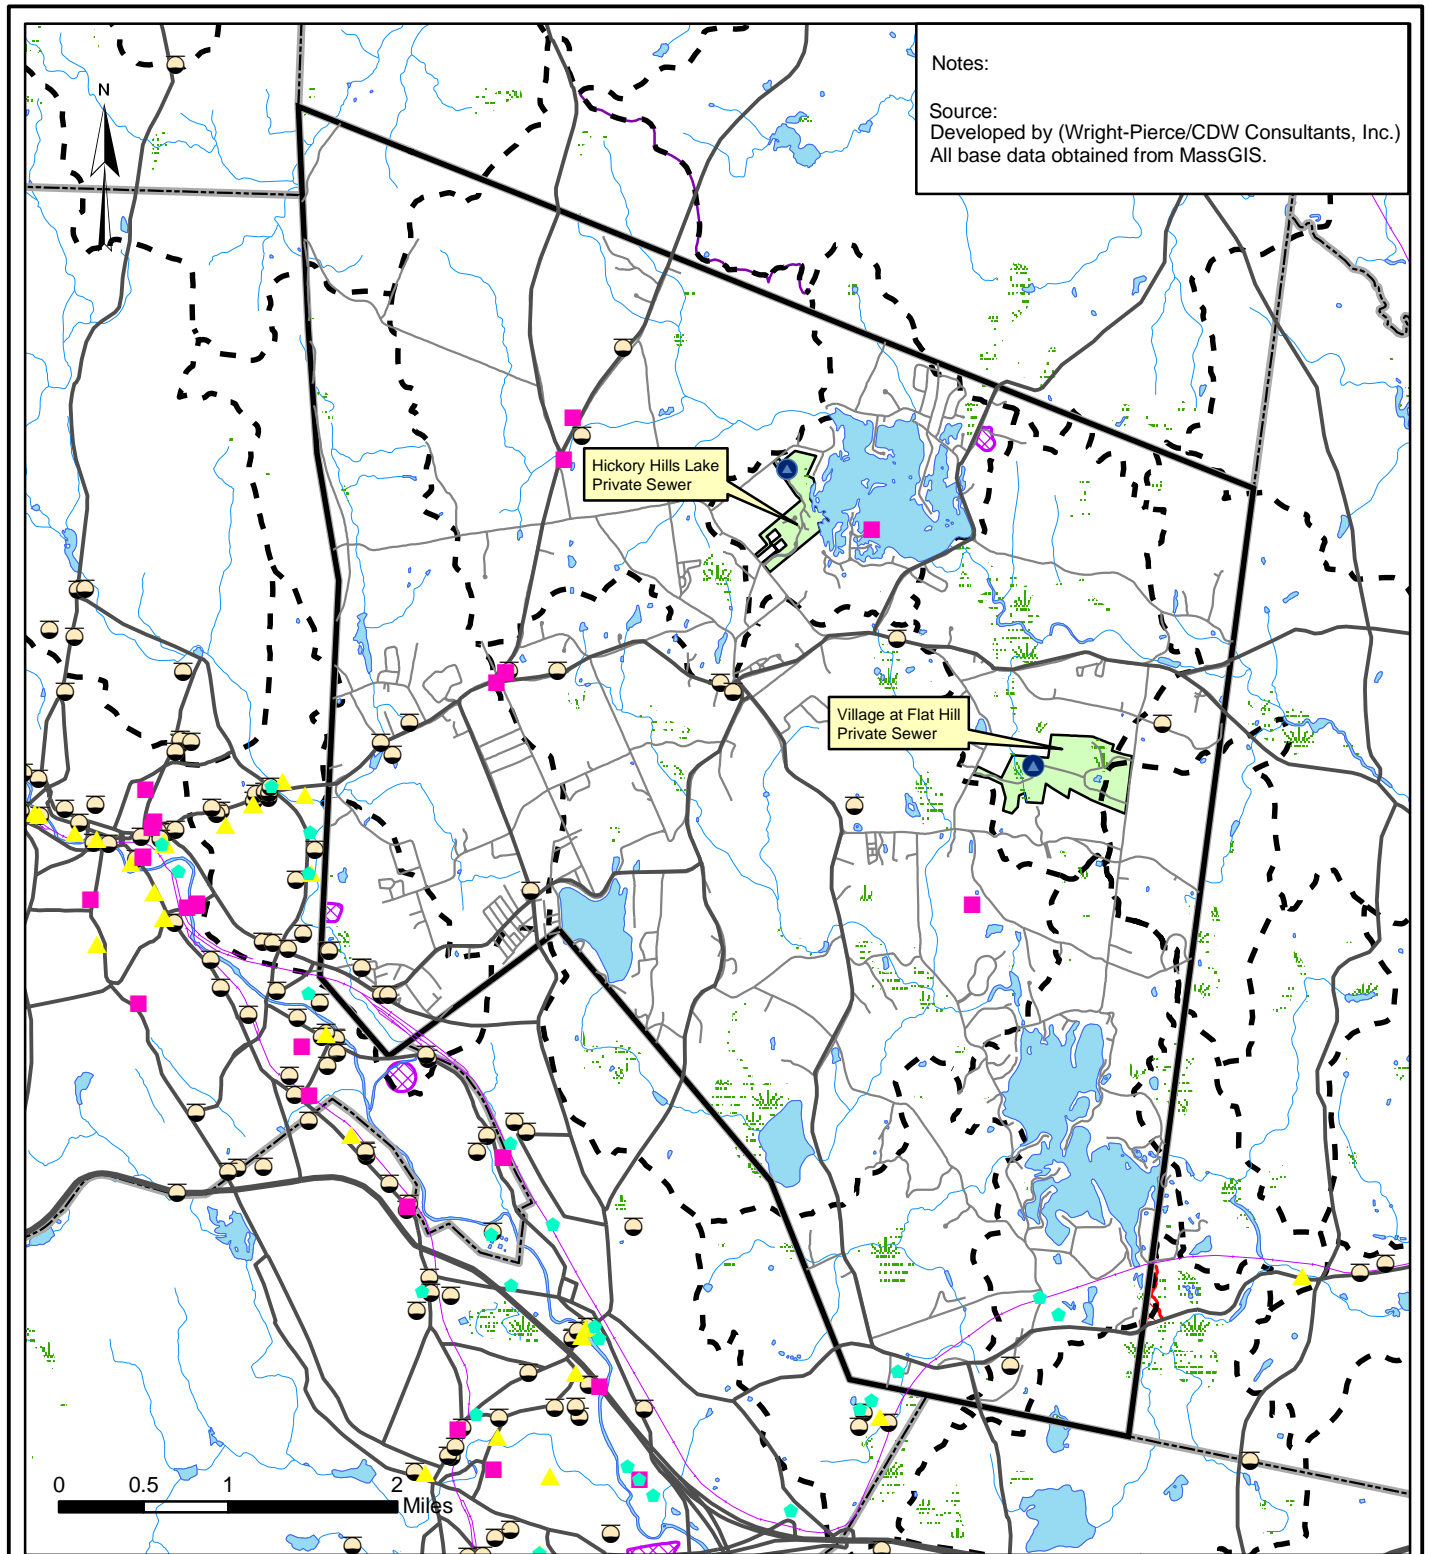 Notes:
Source:
Developed by (Wright-Pierce/CDW Consultants, Inc.)
All base data obtained from MassGIS.
N
Hickory Hills Lake
Private Sewer
Village at Flat Hill
Private Sewer
0 0.5 1 2
Miles